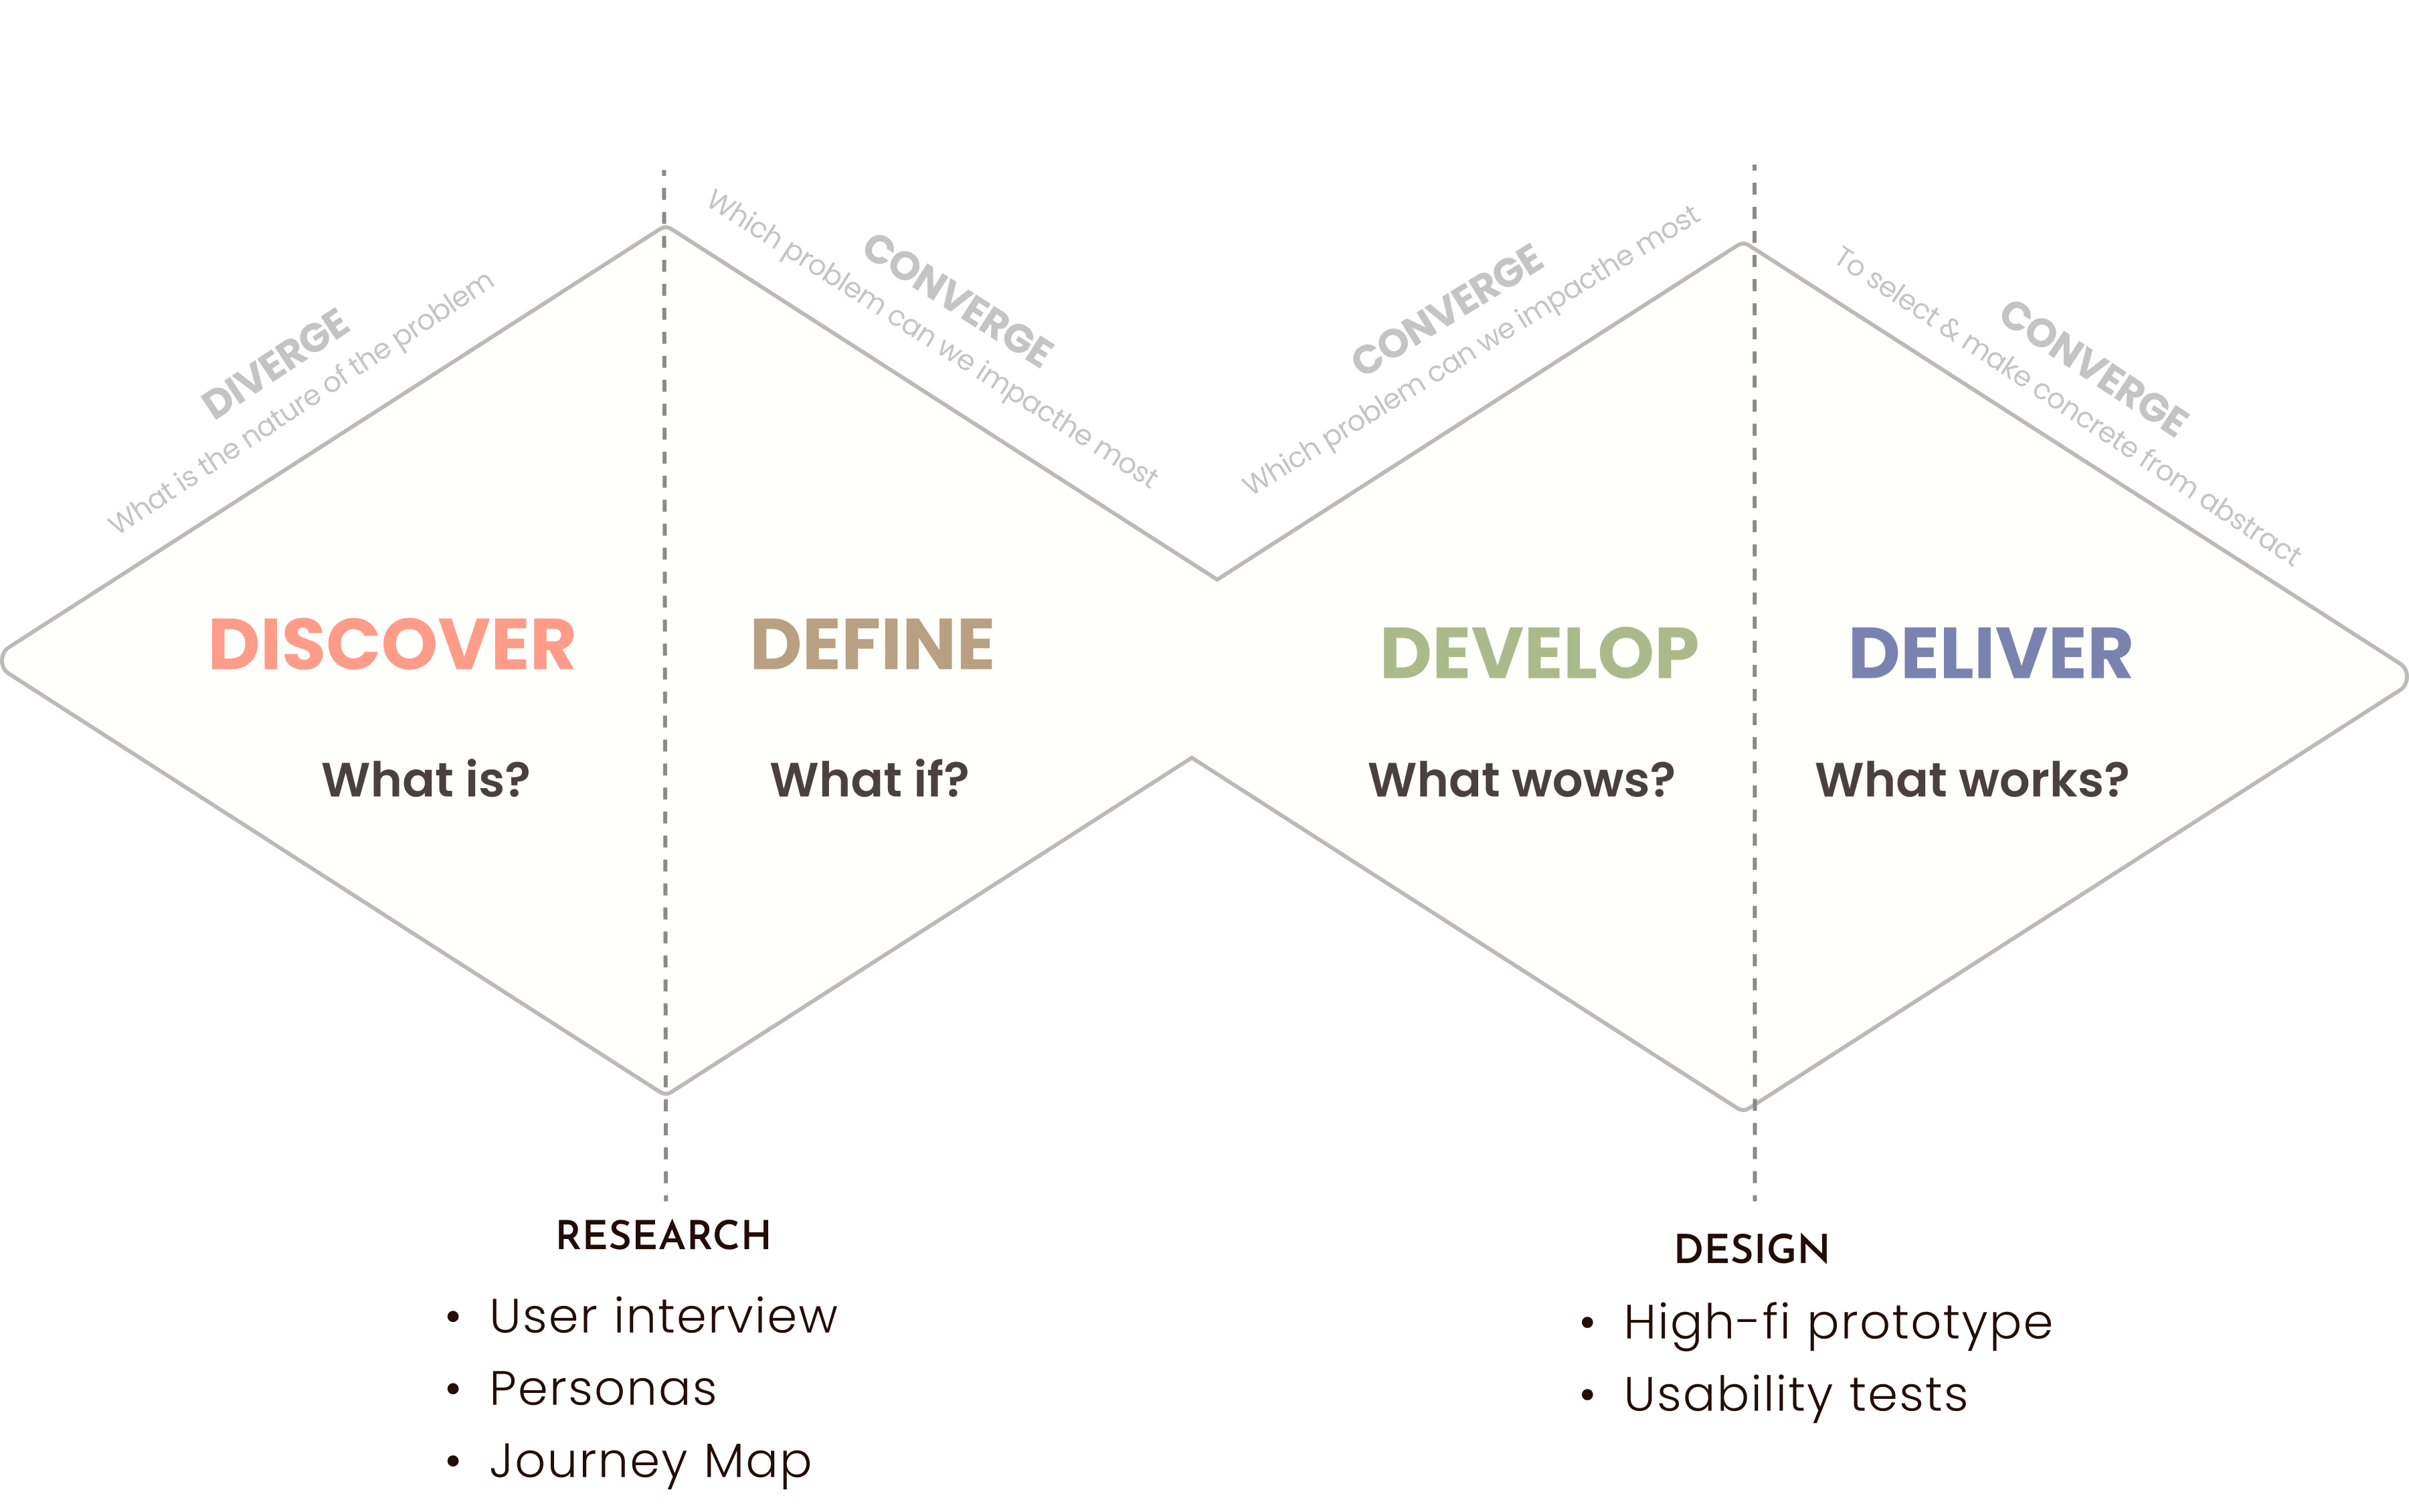 DIVERGE
What is the nature of the problem
CONVERGE
Which problem can we impacthe most
CONVERGE
Which problem can we impacthe most
CONVERGE
To select & make concrete from abstract
DISCOVER
What is?
DEFINE
What if?
DEVELOP
What wows?
DELIVER
What works?
RESEARCH
• User interview
• Personas
• Journey Map
DESIGN
• High-fi prototype
• Usability tests